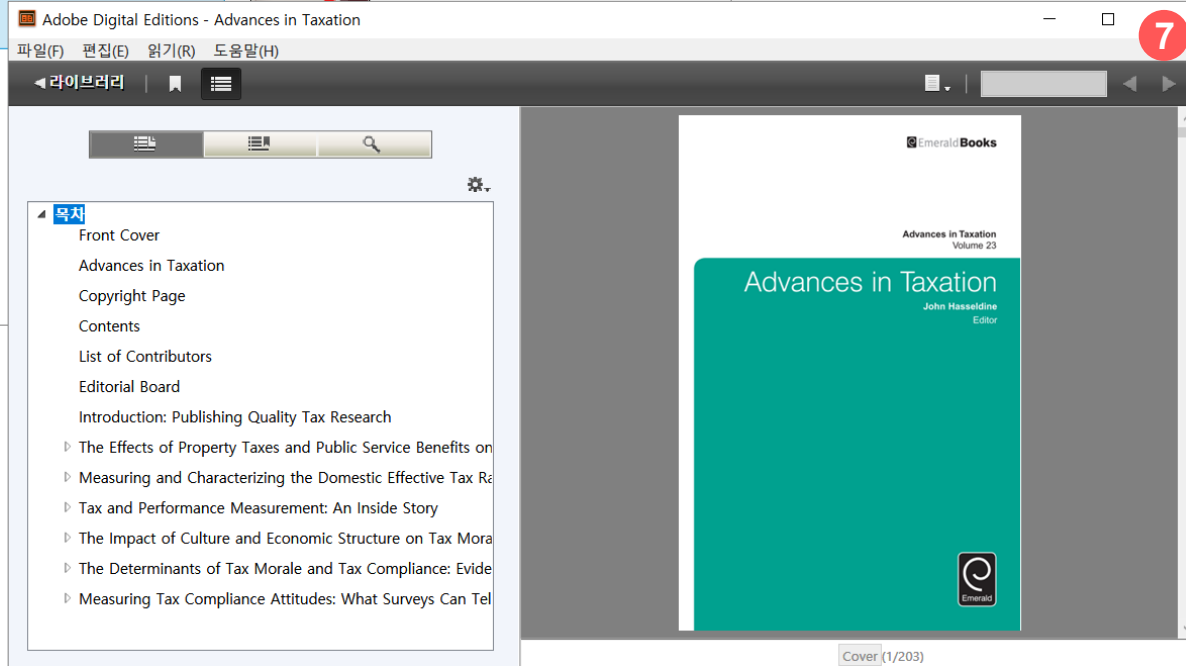 Adobe Digital Editions - Advances in Taxation
7
파일(F) 편집(E) 읽기(R) 도움말(H)
라이브러리
목차
Front Cover
Advances in Taxation
Copyright Page
Contents
List of Contributors
Editorial Board
Introduction: Publishing Quality Tax Research
The Effects of Property Taxes and Public Service Benefits on
Measuring and Characterizing the Domestic Effective Tax Ra
Tax and Performance Measurement: An Inside Story
The Impact of Culture and Economic Structure on Tax Mora
The Determinants of Tax Morale and Tax Compliance: Evide
Measuring Tax Compliance Attitudes: What Surveys Can Tel
EmeraldBooks
Advances in Taxation
Volume 23
Advances in Taxation
John Hasseldine
Editor
Emerald
Cover (1/203)